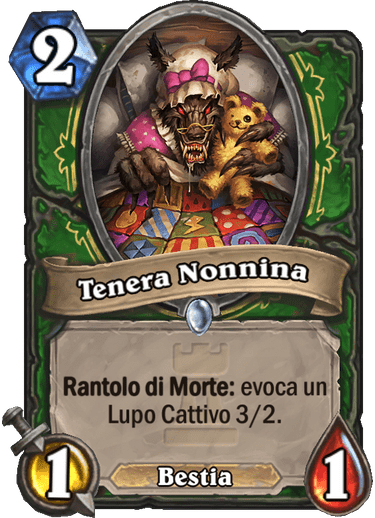 2
Tenera Nonnina
Rantolo di Morte: evoca un
Lupo Cattivo 3/2.
1
Bestia
1